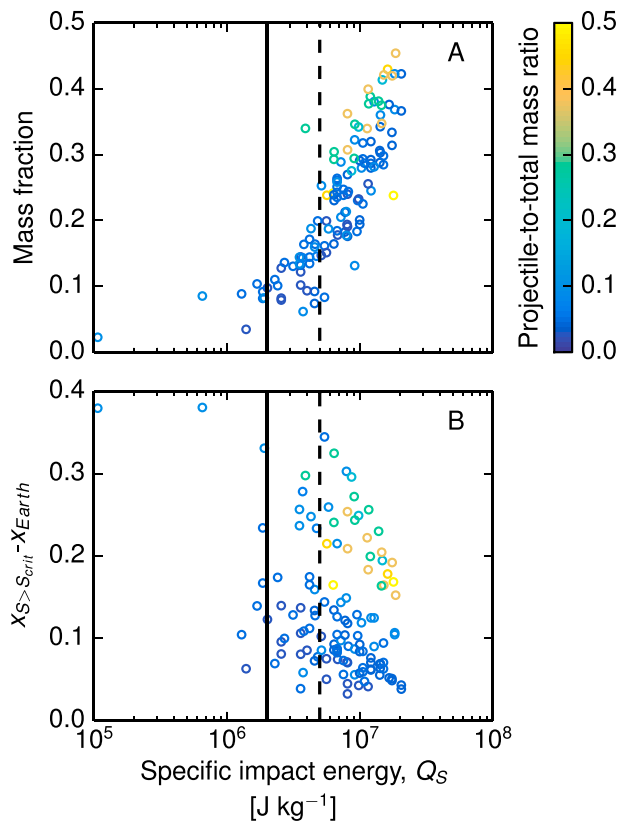 0.5
0.4
0.3
0.2
0.1
0.0
Mass fraction
A
0.5
0.4
0.3
0.2
0.1
0.0
Projectile-to-total mass ratio
0.4
0.3
0.2
0.1
0.0
x_{S>S_{crit}}-x_{Earth}
B
10^5 10^6 10^7 10^8
Specific impact energy, Q_S
[J kg^{-1}]